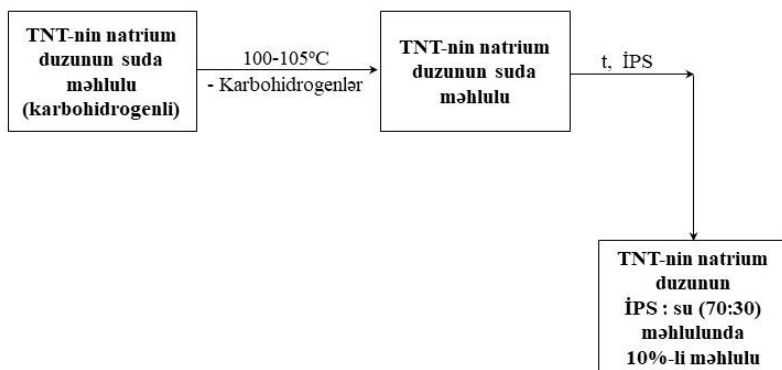 TNT-nin natrium
duzunun suda
məhlulu
(karbohidrogenli)
100-105⁰C
- Karbohidrogenlər
TNT-nin natrium
duzunun suda
məhlulu
t, İPS
TNT-nin natrium
duzunun
İPS : su (70:30)
məhlulunda
10%-li məhlulu